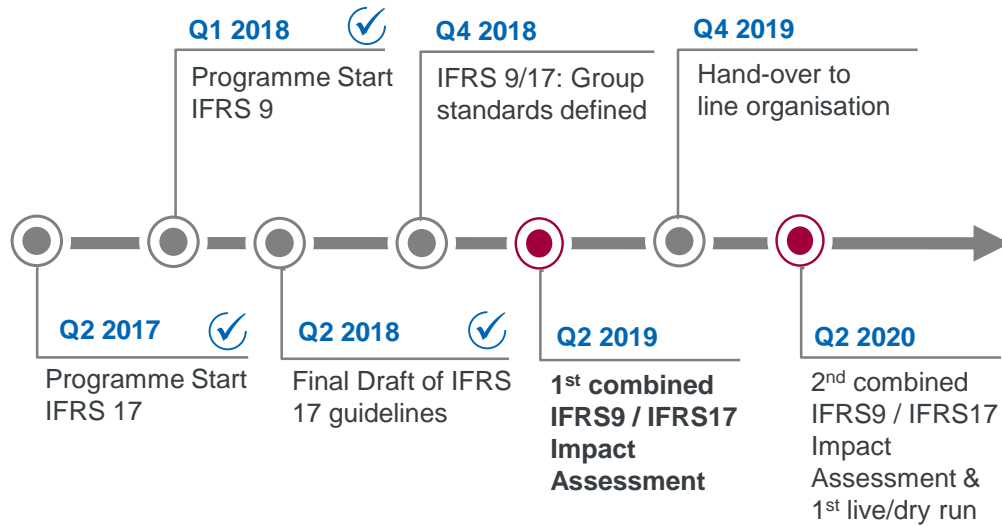 Q1 2018
Programme Start
IFRS 9
Q4 2018
IFRS 9/17: Group
standards defined
Q4 2019
Hand-over to
line organisation
Q2 2017
Programme Start
IFRS 17
Q2 2018
Final Draft of IFRS
17 guidelines
Q2 2019
1st combined
IFRS9 / IFRS17
Impact
Assessment
Q2 2020
2nd combined
IFRS9 / IFRS17
Impact
Assessment &
1st live/dry run